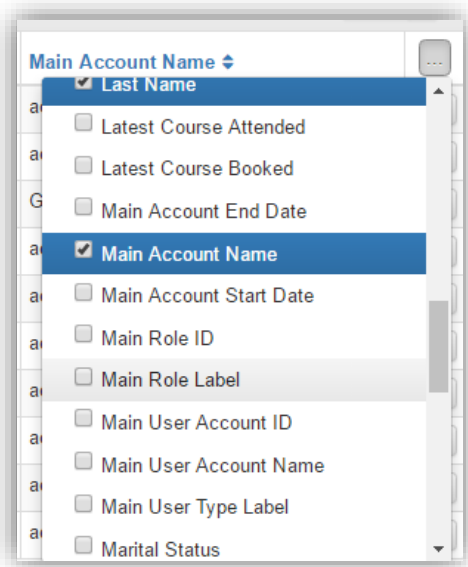 Main Account Name
...
Last Name
Latest Course Attended
Latest Course Booked
Main Account End Date
Main Account Name
Main Account Start Date
Main Role ID
Main Role Label
Main User Account ID
Main User Account Name
Main User Type Label
Marital Status